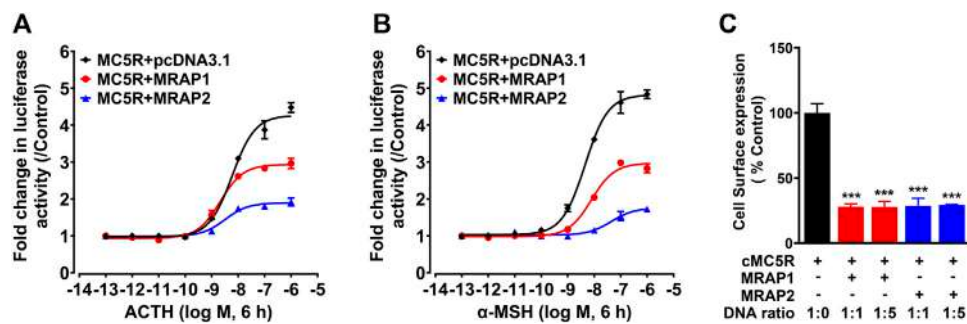 A
Fold change in luciferase
activity (/Control)
6
5
4
3
2
1
0
MC5R+pcDNA3.1
MC5R+MRAP1
MC5R+MRAP2
-14 -13 -12 -11 -10 -9 -8 -7 -6 -5
ACTH (log M, 6 h)
B
Fold change in luciferase
activity (/Control)
6
5
4
3
2
1
0
MC5R+pcDNA3.1
MC5R+MRAP1
MC5R+MRAP2
-14 -13 -12 -11 -10 -9 -8 -7 -6 -5
α-MSH (log M, 6 h)
C
Cell Surface expression
( % Control)
150
100
50
0
*** *** *** ***
cMC5R + + + + +
MRAP1 - + + - -
MRAP2 - - - + +
DNA ratio 1:0 1:1 1:5 1:1 1:5